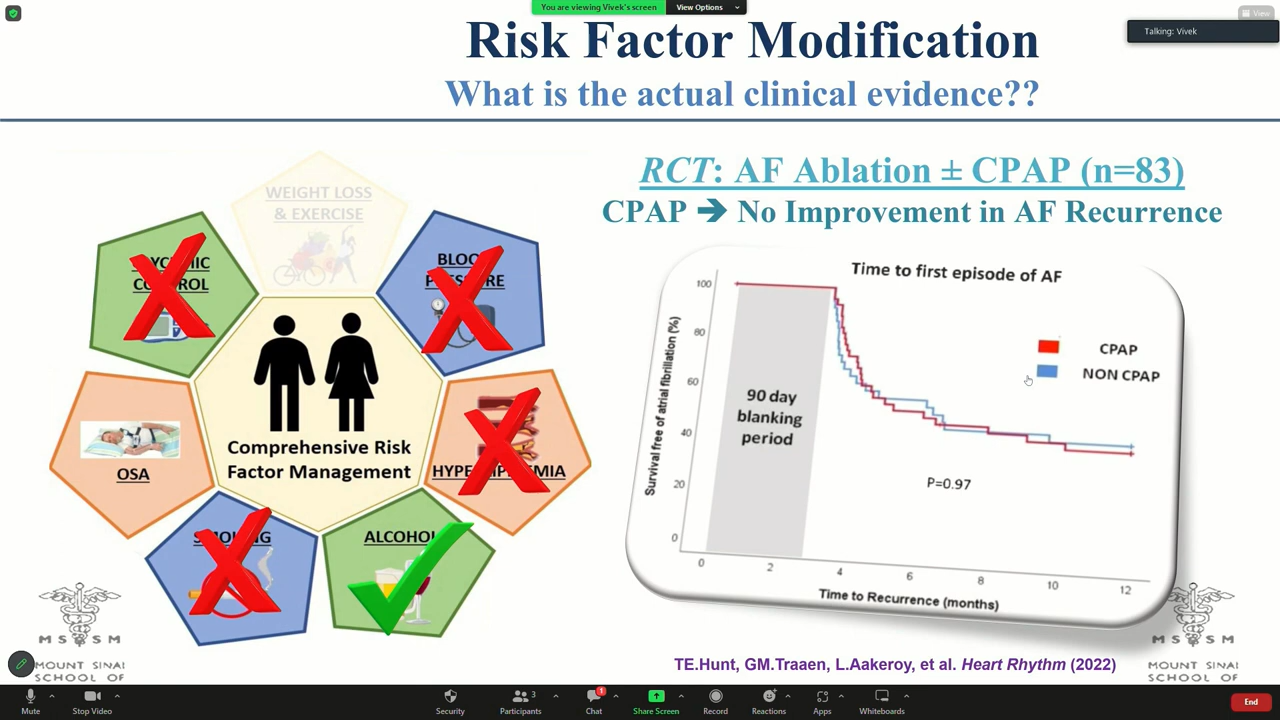 You are viewing Vivek's screen
View Options
View
Talking: Vivek
Risk Factor Modification
What is the actual clinical evidence??
RCT: AF Ablation ± CPAP (n=83)
CPAP ➔ No Improvement in AF Recurrence
WEIGHT LOSS
& EXERCISE
OSA
ALCOHOL
Comprehensive Risk
Factor Management
Time to first episode of AF
Survival free of atrial fibrillation (%)
100
80
60
40
20
0
90 day
blanking
period
CPAP
NON CPAP
P=0.97
0 2 4 6 8 10 12
Time to Recurrence (months)
TE.Hunt, GM.Traaen, L.Aakeroy, et al. Heart Rhythm (2022)
M S S M
MOUNT SINAI
SCHOOL OF
M S S M
MOUNT SINAI
SCHOOL OF
Mute
Stop Video
Security
Participants
3
Chat
1
Share Screen
Record
Reactions
Apps
Whiteboards
End